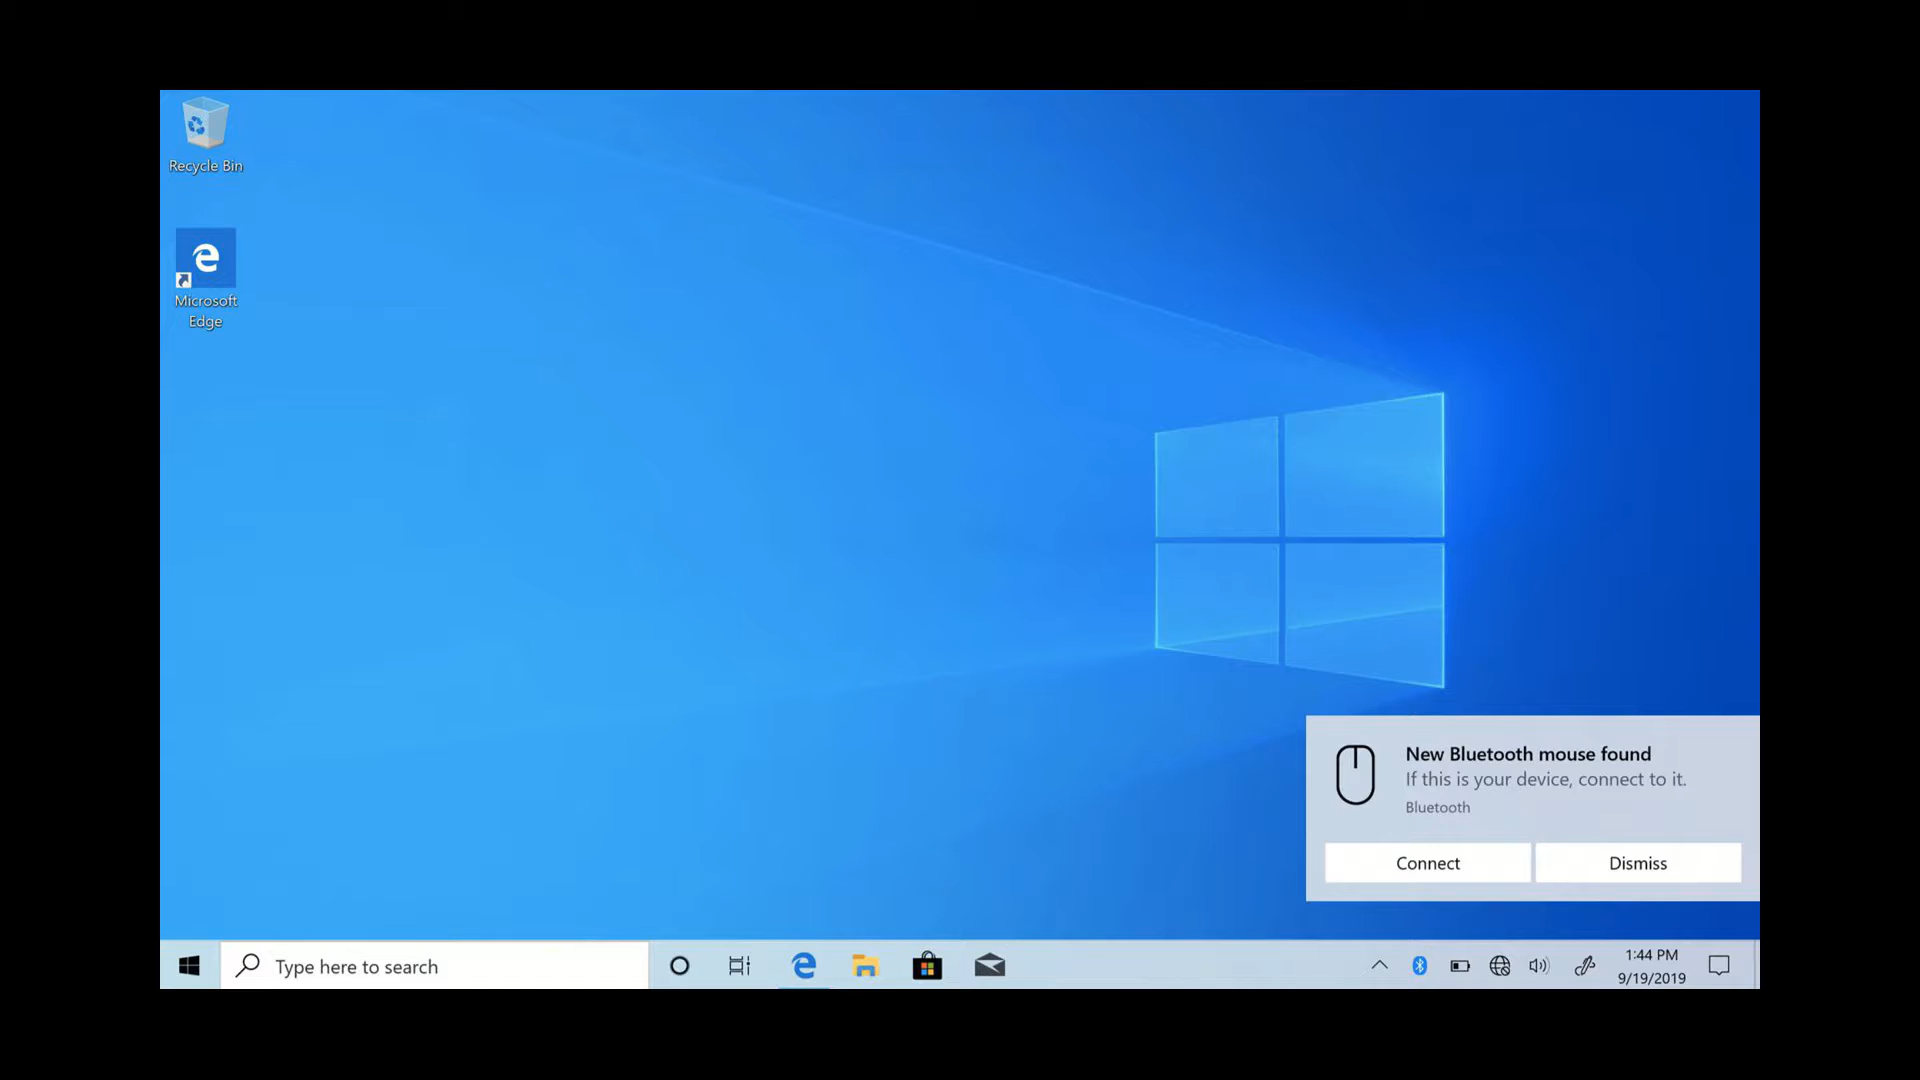 Recycle Bin
Microsoft
Edge
New Bluetooth mouse found
If this is your device, connect to it.
Bluetooth
Connect
Dismiss
Type here to search
1:44 PM
9/19/2019